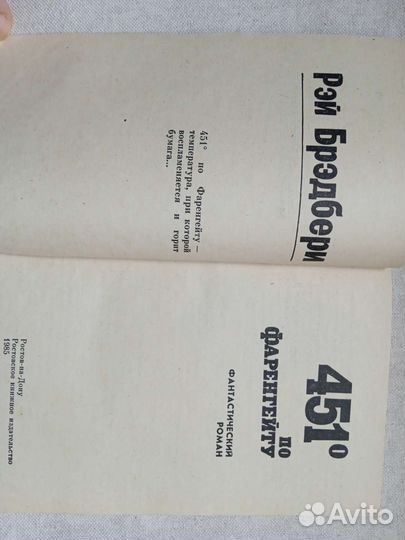 Рэй Брэдбери
451° по Фаренгейту —
температура, при которой
воспламеняется и горит
бумага...
451°
ПО
ФАРЕНГЕЙТУ
ФАНТАСТИЧЕСКИЙ
РОМАН
Ростов-на-Дону
Ростовское книжное издательство
1985
Avito